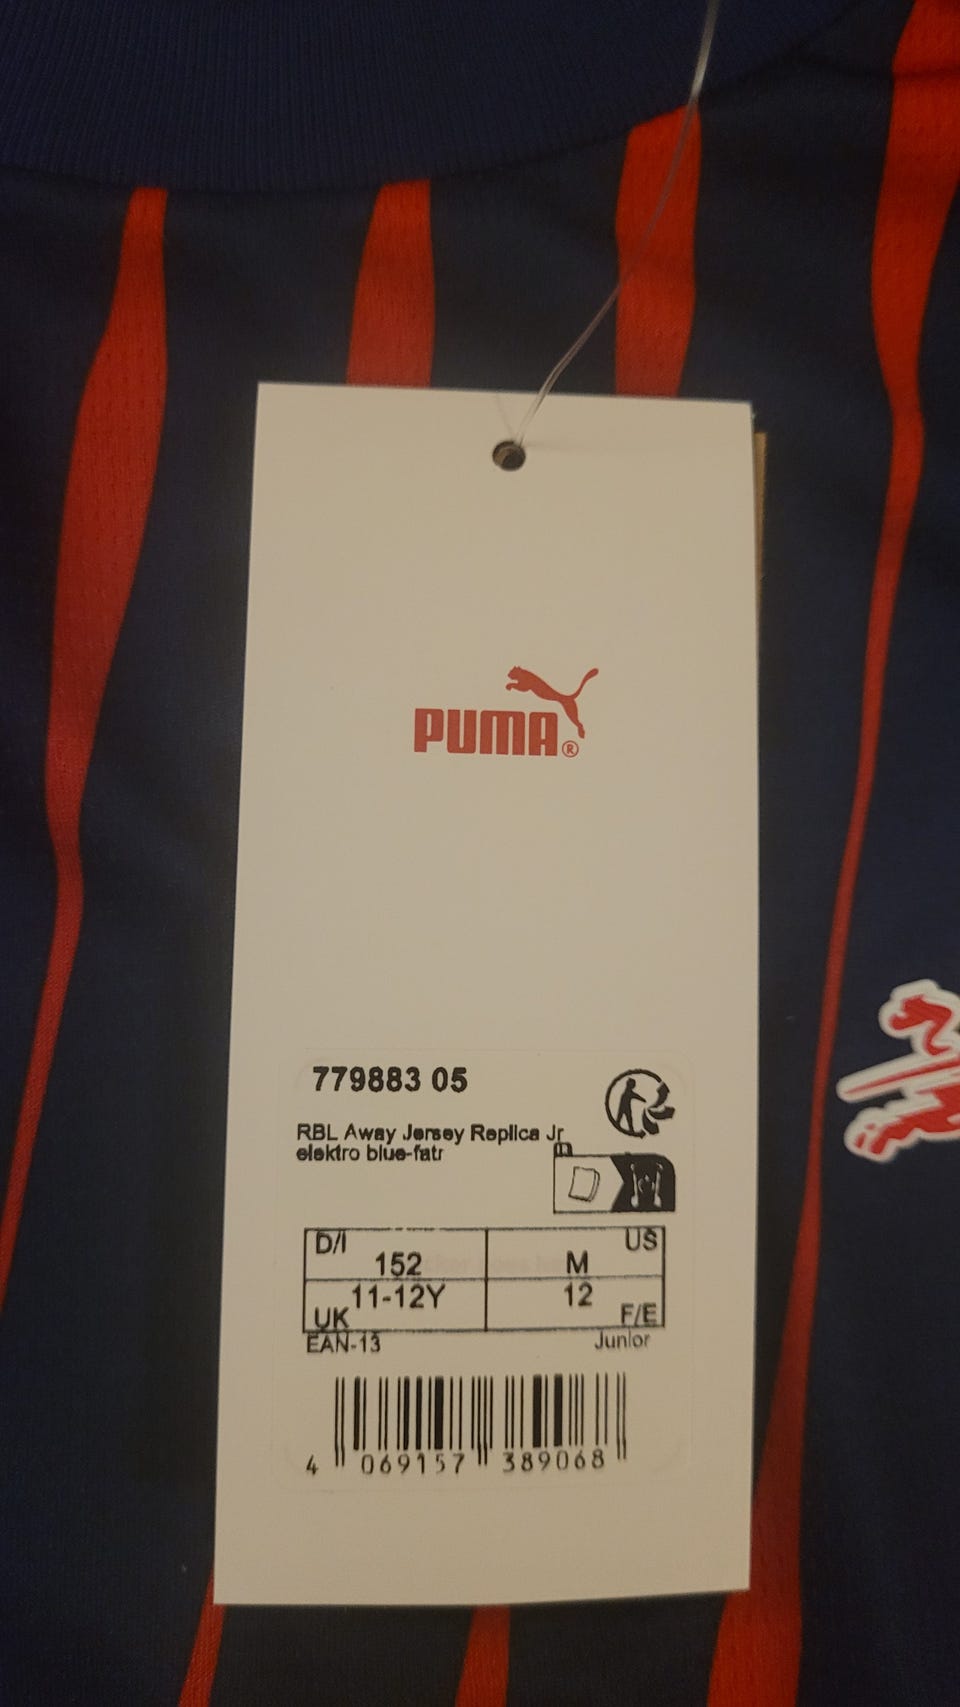 PUMA®
779883 05
RBL Away Jersey Replica Jr
elektro blue-fatr
D/I 152
M US
UK 11-12Y
12 F/E
EAN-13
Junior
4 069157 389068